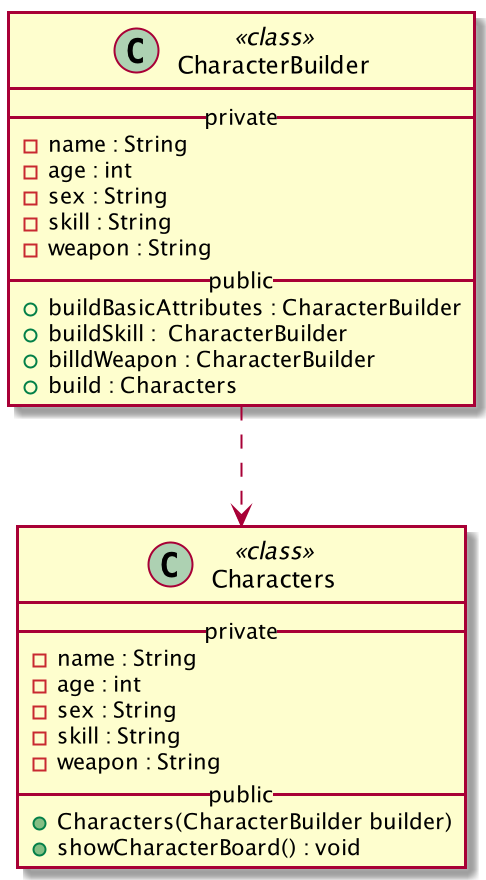 C
«class»
CharacterBuilder
private
name : String
age : int
sex : String
skill : String
weapon : String
public
buildBasicAttributes : CharacterBuilder
buildSkill :  CharacterBuilder
billdWeapon : CharacterBuilder
build : Characters
C
«class»
Characters
private
name : String
age : int
sex : String
skill : String
weapon : String
public
Characters(CharacterBuilder builder)
showCharacterBoard() : void